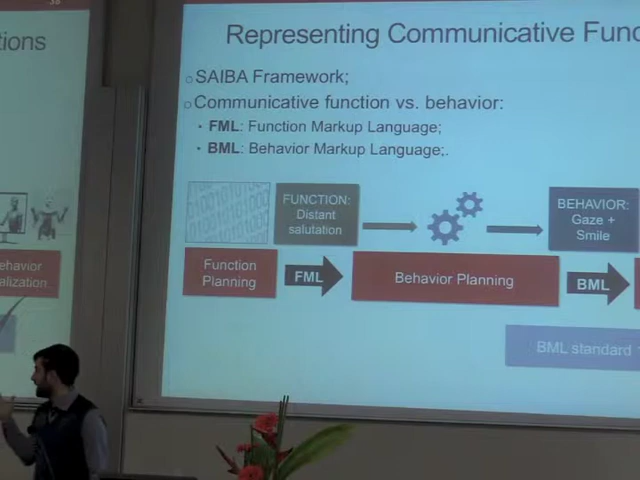 38
tions
Representing Communicative Func
SAIBA Framework;
Communicative function vs. behavior:
FML: Function Markup Language;
BML: Behavior Markup Language;.
FUNCTION:
Distant
salutation
BEHAVIOR:
Gaze +
Smile
ehavior
alization
Function
Planning
FML
Behavior Planning
BML
BML standard